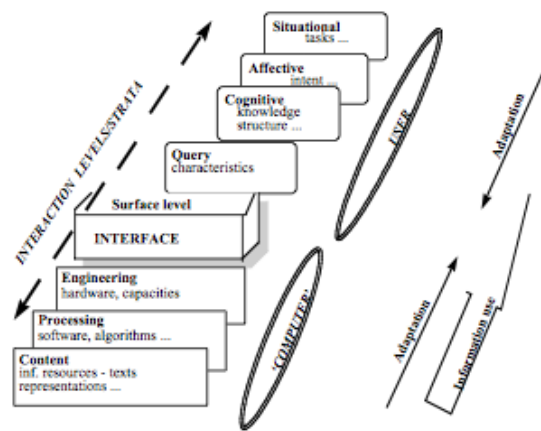 Situational
tasks ...
Affective
intent ...
Cognitive
knowledge
structure ...
Query
characteristics
Surface level
INTERFACE
Engineering
hardware, capacities
Processing
software, algorithms ...
Content
inf. resources - texts
representations ...
INTERACTION LEVELS/STRATA
USER
'COMPUTER'
Adaptation
Adaptation
Information use